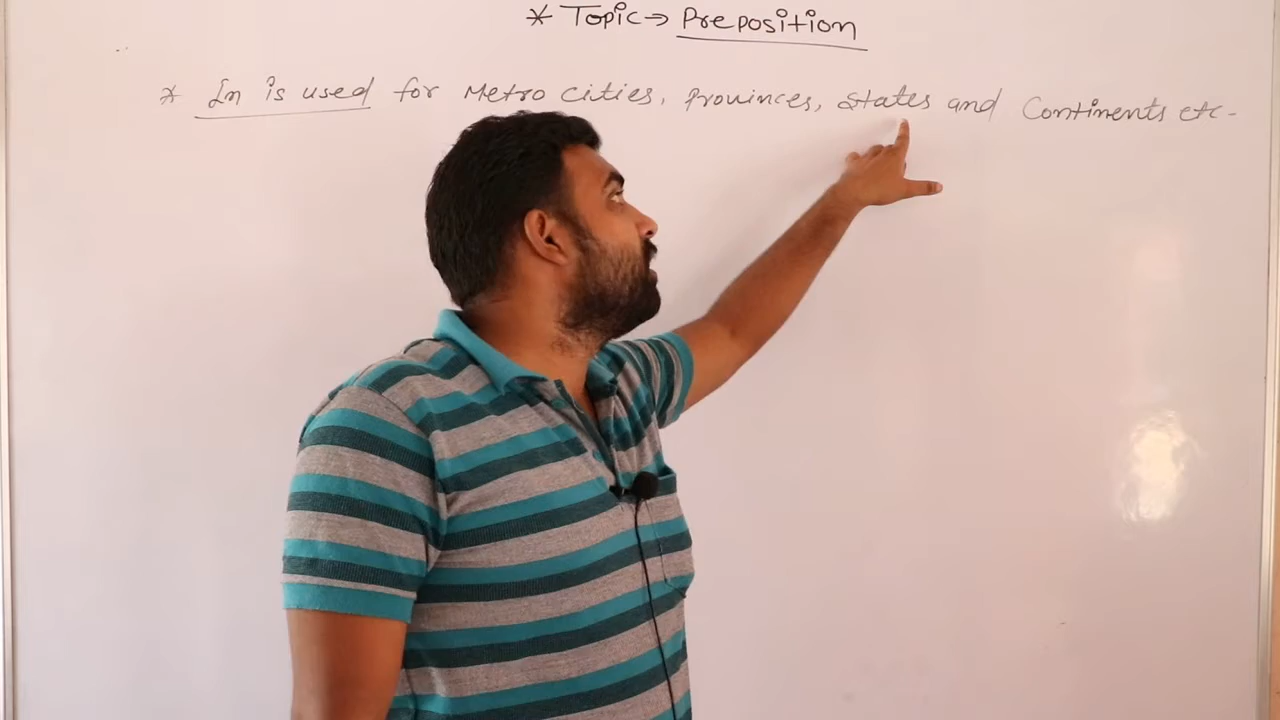 * Topic → Preposition
* In is used for Metro cities, Provinces, States and Continents etc-